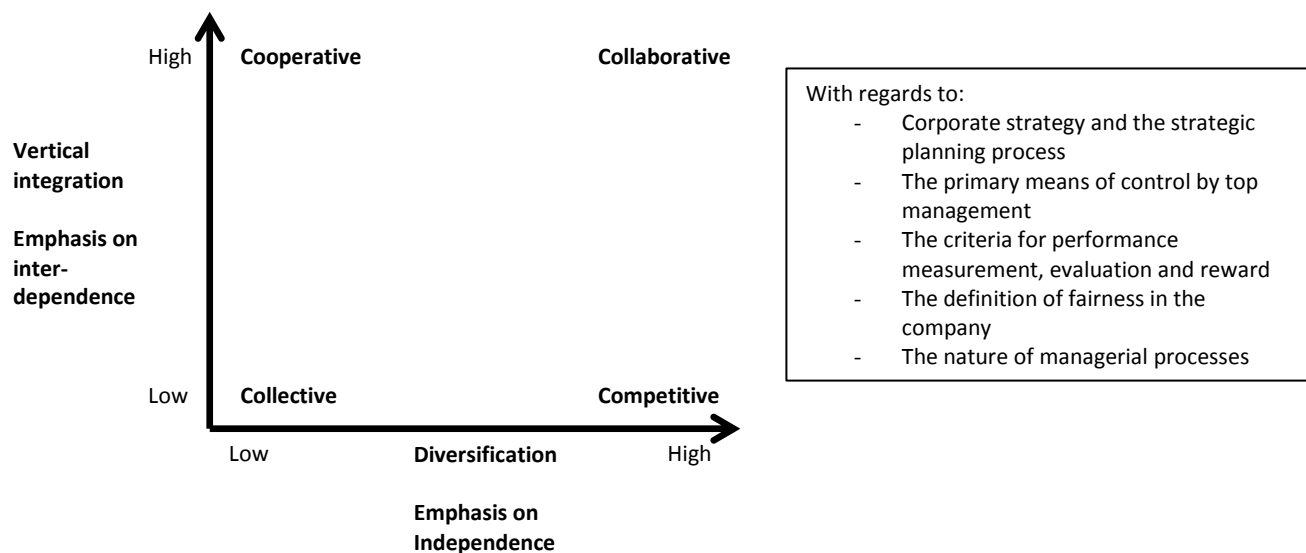 High
Cooperative
Collaborative
Vertical
integration
Emphasis on
inter-
dependence
Low
Collective
Competitive
Low
Diversification
High
Emphasis on
Independence
With regards to:
- Corporate strategy and the strategic
planning process
- The primary means of control by top
management
- The criteria for performance
measurement, evaluation and reward
- The definition of fairness in the
company
- The nature of managerial processes